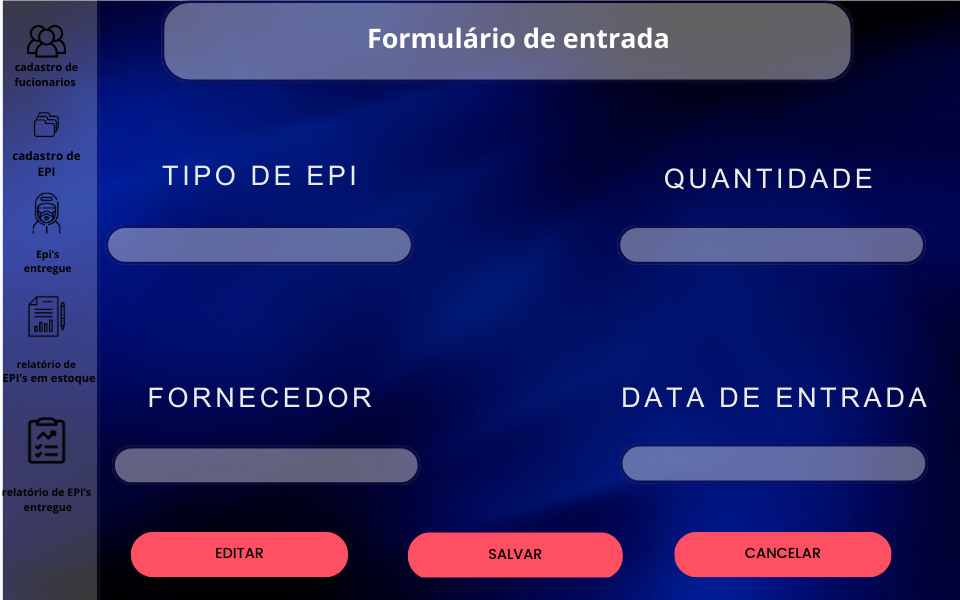 Formulário de entrada
cadastro de
fucionarios
cadastro de
EPI
Epi's
entregue
relatório de
EPI's em estoque
relatório de EPI's
entregue
TIPO DE EPI
QUANTIDADE
FORNECEDOR
DATA DE ENTRADA
EDITAR
SALVAR
CANCELAR